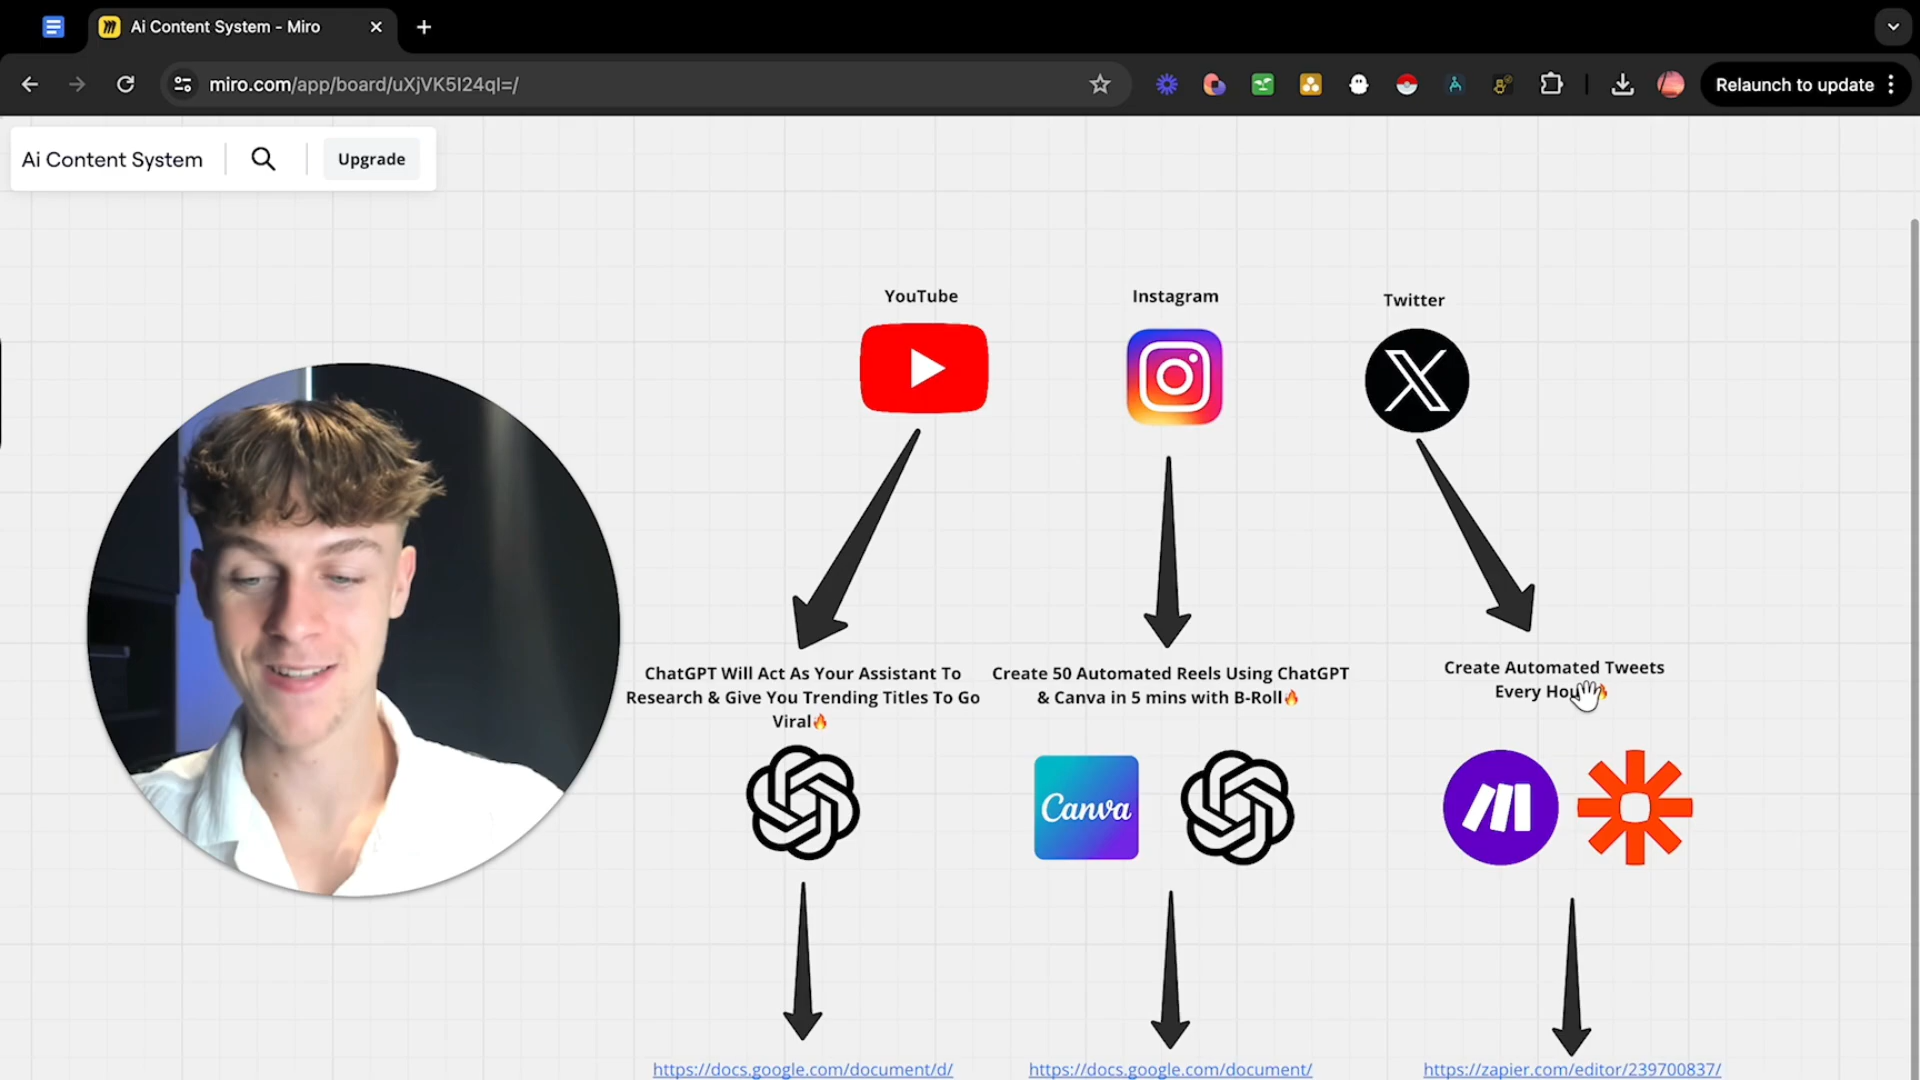 Ai Content System - Miro
miro.com/app/board/uXjVK5I24qI=/
Relaunch to update
Ai Content System
Upgrade
YouTube
Instagram
Twitter
ChatGPT Will Act As Your Assistant To
Research & Give You Trending Titles To Go
Viral🔥
Create 50 Automated Reels Using ChatGPT
& Canva in 5 mins with B-Roll🔥
Create Automated Tweets
Every Hour🔥
Canva
https://docs.google.com/document/d/
https://docs.google.com/document/
https://zapier.com/editor/239700837/